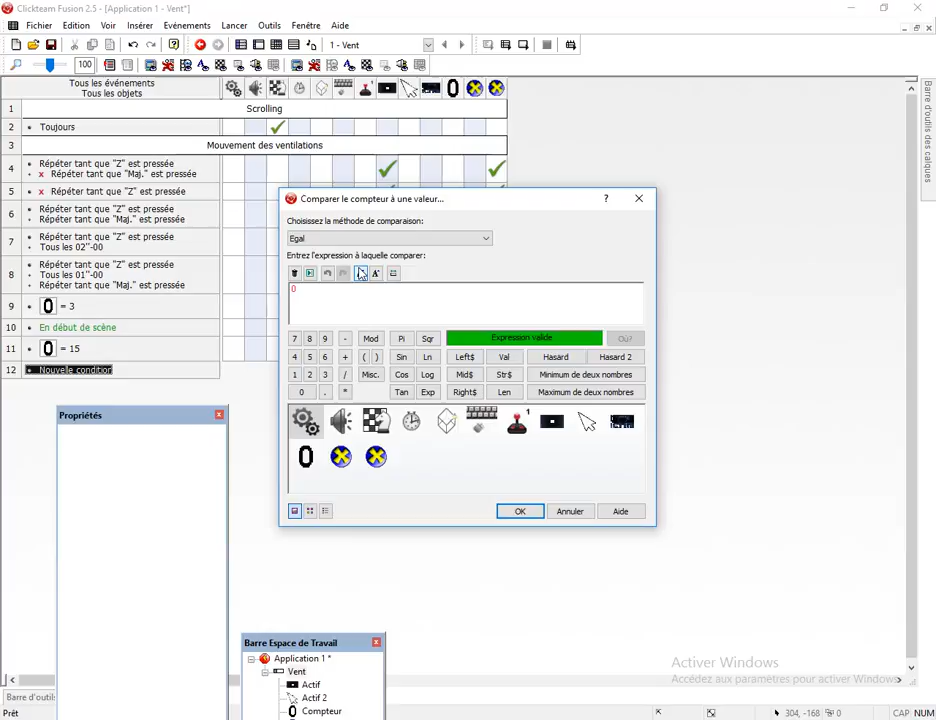 Clickteam Fusion 2.5 - [Application 1 - Vent*]
Fichier Edition Voir Insérer Evénements Lancer Outils Fenêtre Aide
1 - Vent
100
Tous les événements
Tous les objets
1 Scrolling
2 Toujours
3 Mouvement des ventilations
4 Répéter tant que "Z" est pressée
x Répéter tant que "Maj." est pressée
5 x Répéter tant que "Z" est pressée
6 Répéter tant que "Z" est pressée
Répéter tant que "Maj." est pressée
7 Répéter tant que "Z" est pressée
Tous les 02''-00
8 Répéter tant que "Z" est pressée
Tous les 01''-00
Répéter tant que "Maj." est pressée
9 0 = 3
10 En début de scène
11 0 = 15
12 Nouvelle condition
Comparer le compteur à une valeur...
?
Choisissez la méthode de comparaison:
Egal
Entrez l'expression à laquelle comparer:
0
7 8 9 - Mod Pi Sqr Expression valide Où?
4 5 6 + ( ) Sin Ln Left$ Val Hasard Hasard 2
1 2 3 / Misc. Cos Log Mid$ Str$ Minimum de deux nombres
0 . * Tan Exp Right$ Len Maximum de deux nombres
OK Annuler Aide
Propriétés
Barre Espace de Travail
Application 1 *
Vent
Actif
Actif 2
Compteur
Barre d'outils des calques
Activer Windows
Accédez aux paramètres pour activer Windows.
Barre d'outils
Prêt
304, -168 0 CAP NUM